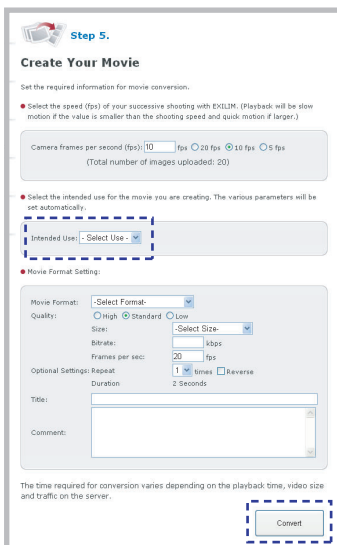 Step 5.
Create Your Movie
Set the required information for movie conversion.
Select the speed (fps) of your successive shooting with EXILIM. (Playback will be slow
motion if the value is smaller than the shooting speed and quick motion if larger.)
Camera frames per second (fps): 10 fps 20 fps 10 fps 5 fps
(Total number of images uploaded: 20)
Select the intended use for the movie you are creating. The various parameters will be
set automatically.
Intended Use: - Select Use -
Movie Format Setting:
Movie Format: -Select Format-
Quality: High Standard Low
Size: -Select Size-
Bitrate: kbps
Frames per sec: 20 fps
Optional Settings: Repeat 1 times Reverse
Duration 2 Seconds
Title:
Comment:
The time required for conversion varies depending on the playback time, video size
and traffic on the server.
Convert